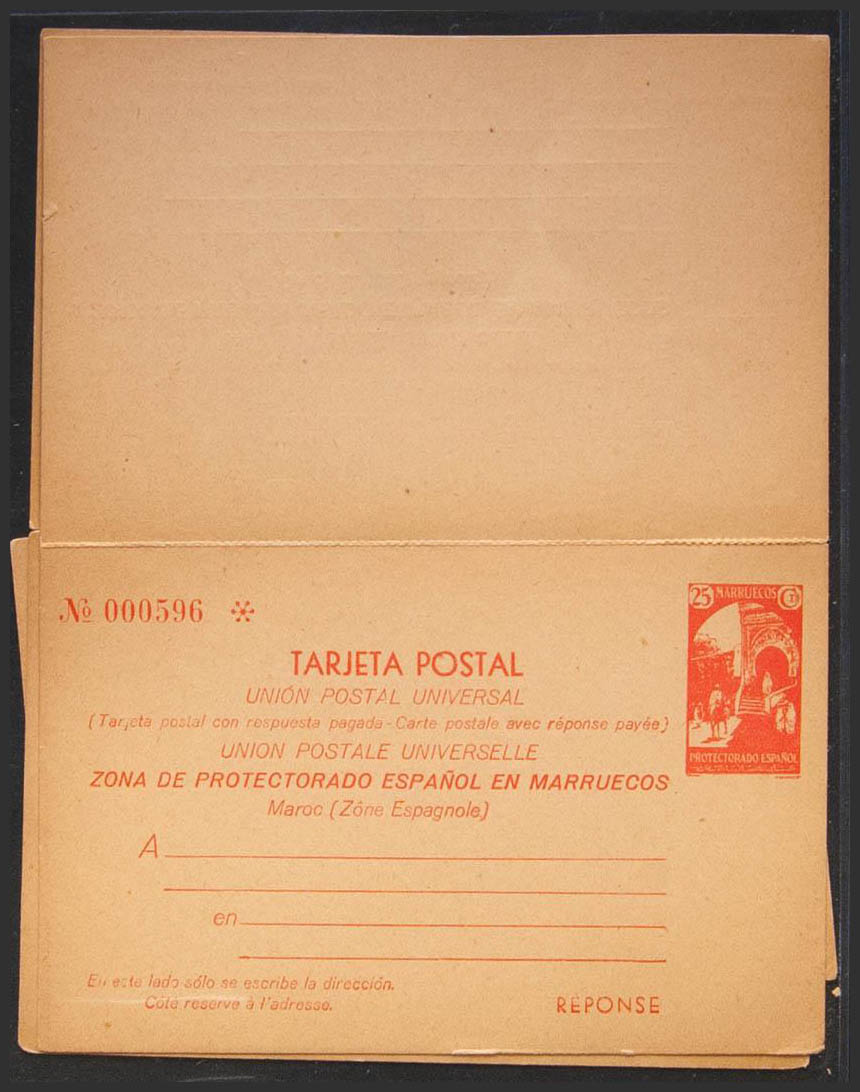 No 000596 *
25 MARRUECOS Cts
TARJETA POSTAL
UNIÓN POSTAL UNIVERSAL
(Tarjeta postal con respuesta pagada - Carte postale avec réponse payée)
UNION POSTALE UNIVERSELLE
PROTECTORADO ESPAÑOL
ZONA DE PROTECTORADO ESPAÑOL EN MARRUECOS
Maroc (Zône Espagnole)
A
en
En este lado sólo se escribe la dirección.
Côté reservé à l'adresse.
RÉPONSE